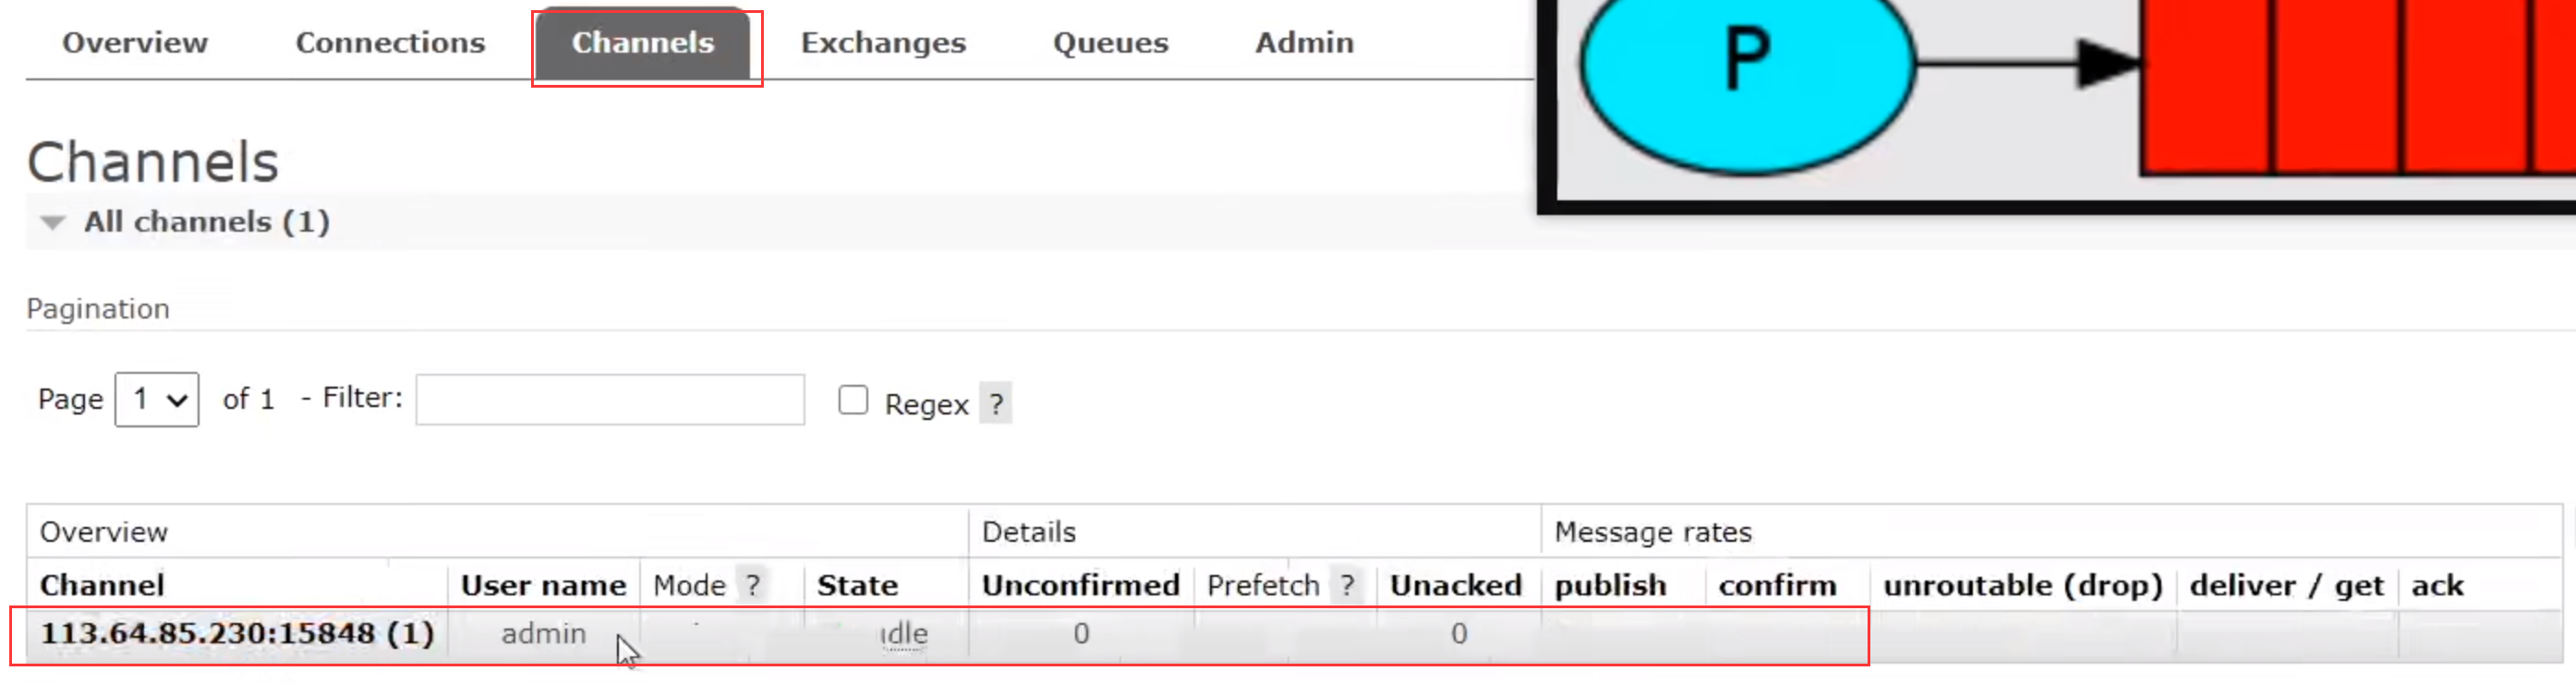 Overview Connections Channels Exchanges Queues Admin
P
Channels
All channels (1)
Pagination
Page 1 of 1 - Filter: Regex ?
Overview Details Message rates
Channel User name Mode ? State Unconfirmed Prefetch ? Unacked publish confirm unroutable (drop) deliver / get ack
113.64.85.230:15848 (1) admin idle 0 0